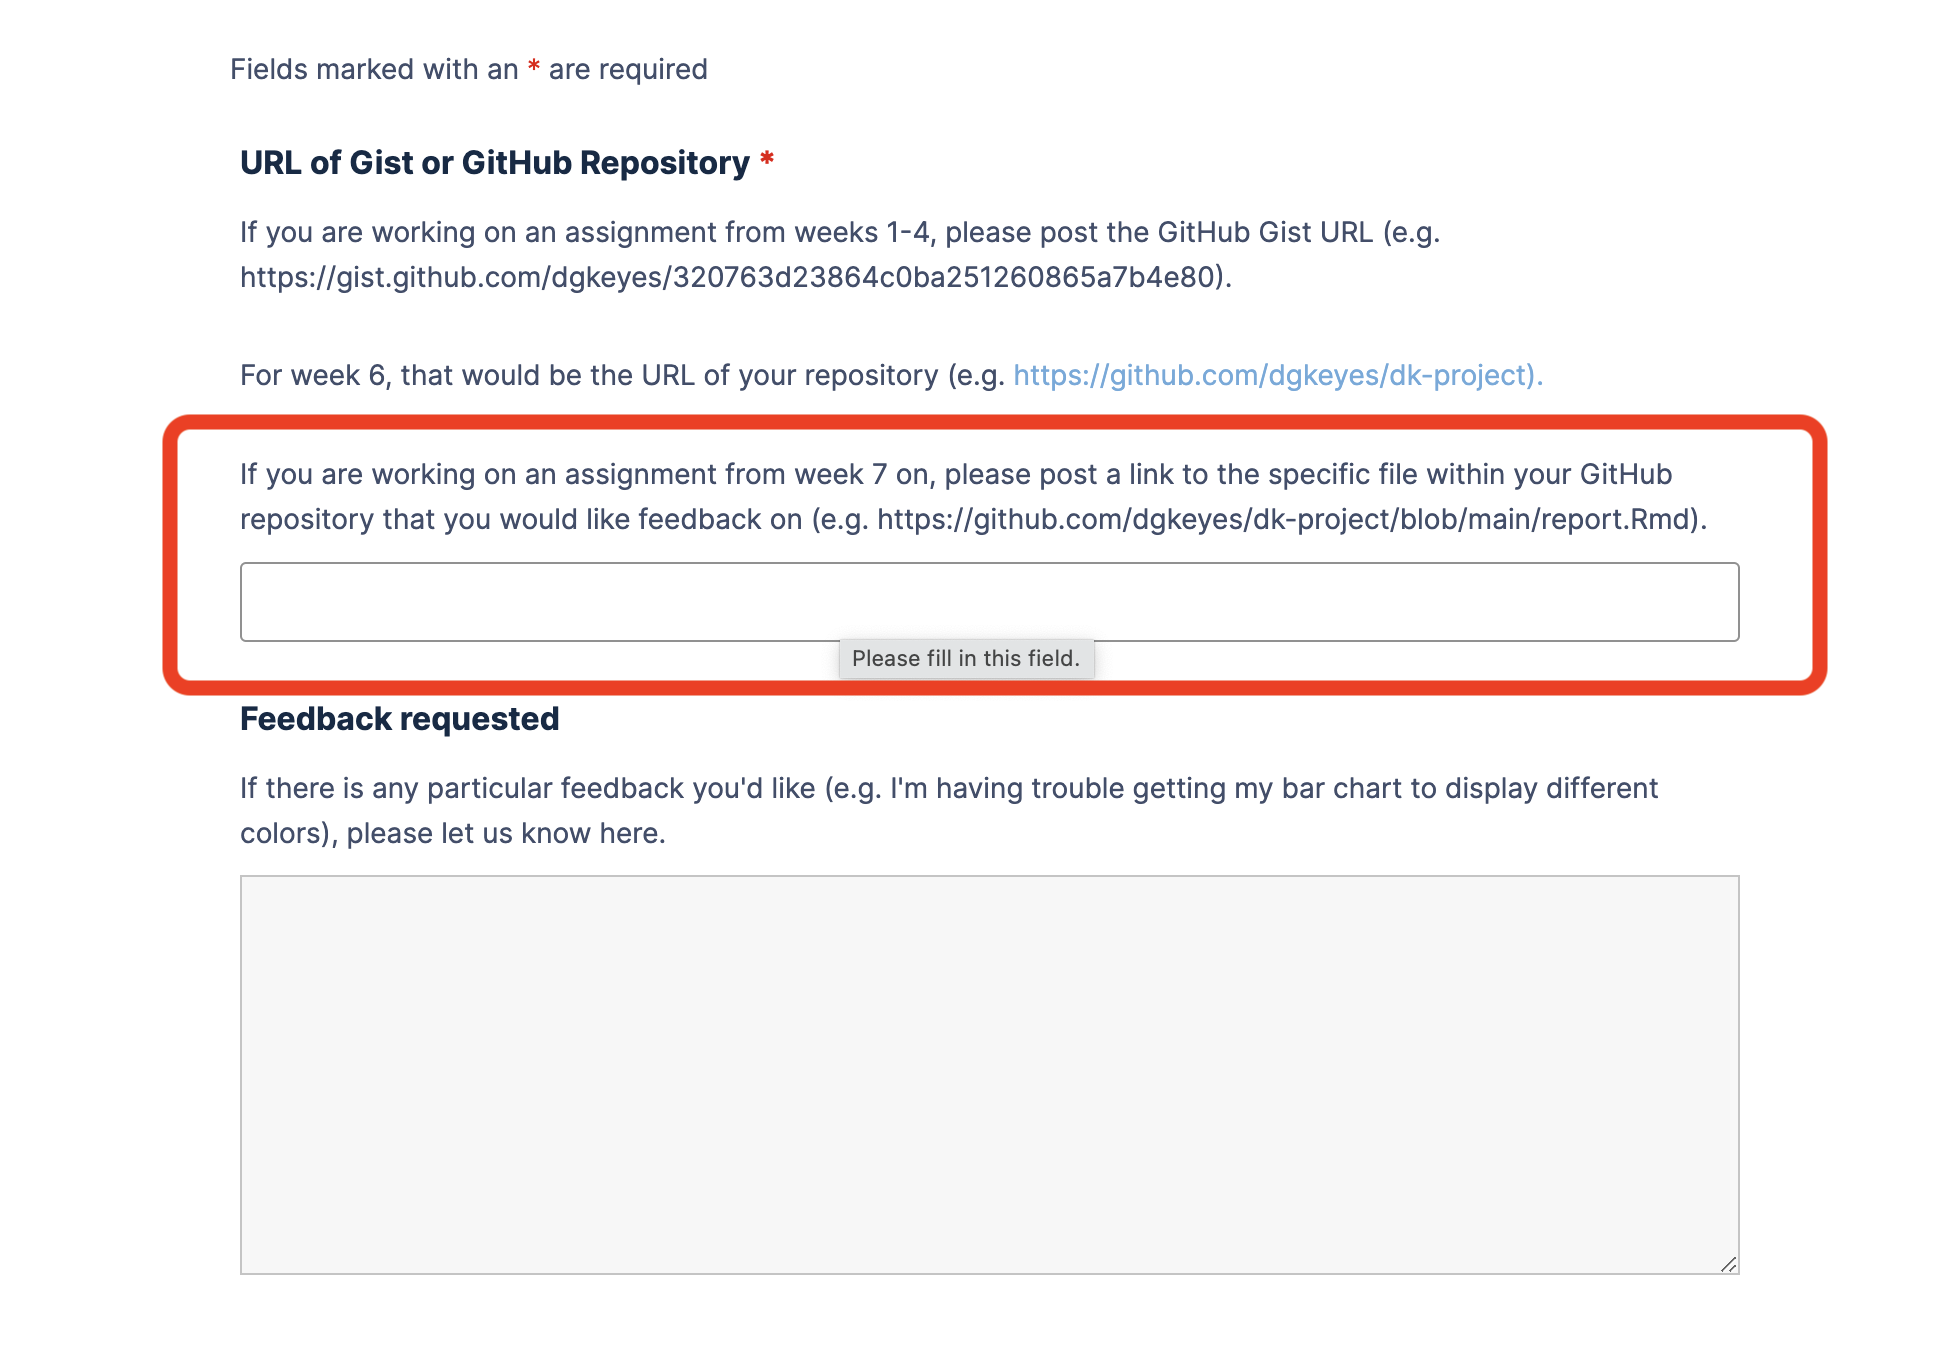 Fields marked with an * are required
URL of Gist or GitHub Repository *
If you are working on an assignment from weeks 1-4, please post the GitHub Gist URL (e.g.
https://gist.github.com/dgkeyes/320763d23864c0ba251260865a7b4e80).
For week 6, that would be the URL of your repository (e.g. https://github.com/dgkeyes/dk-project).
If you are working on an assignment from week 7 on, please post a link to the specific file within your GitHub
repository that you would like feedback on (e.g. https://github.com/dgkeyes/dk-project/blob/main/report.Rmd).
Please fill in this field.
Feedback requested
If there is any particular feedback you'd like (e.g. I'm having trouble getting my bar chart to display different
colors), please let us know here.